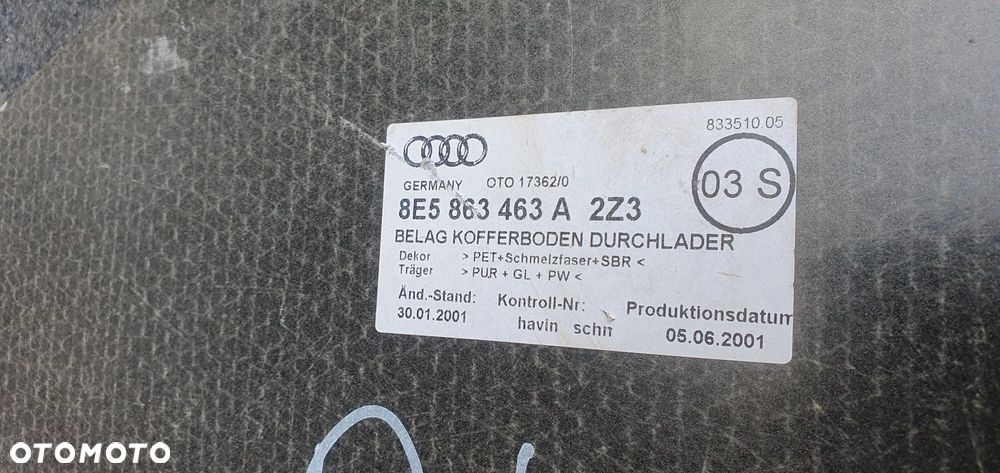 833510 05
03 S
GERMANY OTO 17362/0
8E5 863 463 A 2Z3
BELAG KOFFERBODEN DURCHLADER
Dekor > PET+Schmelzfaser+SBR <
Träger > PUR + GL + PW <
Änd.-Stand: Kontroll-Nr: Produktionsdatum
30.01.2001 havin schn 05.06.2001
OTOMOTO